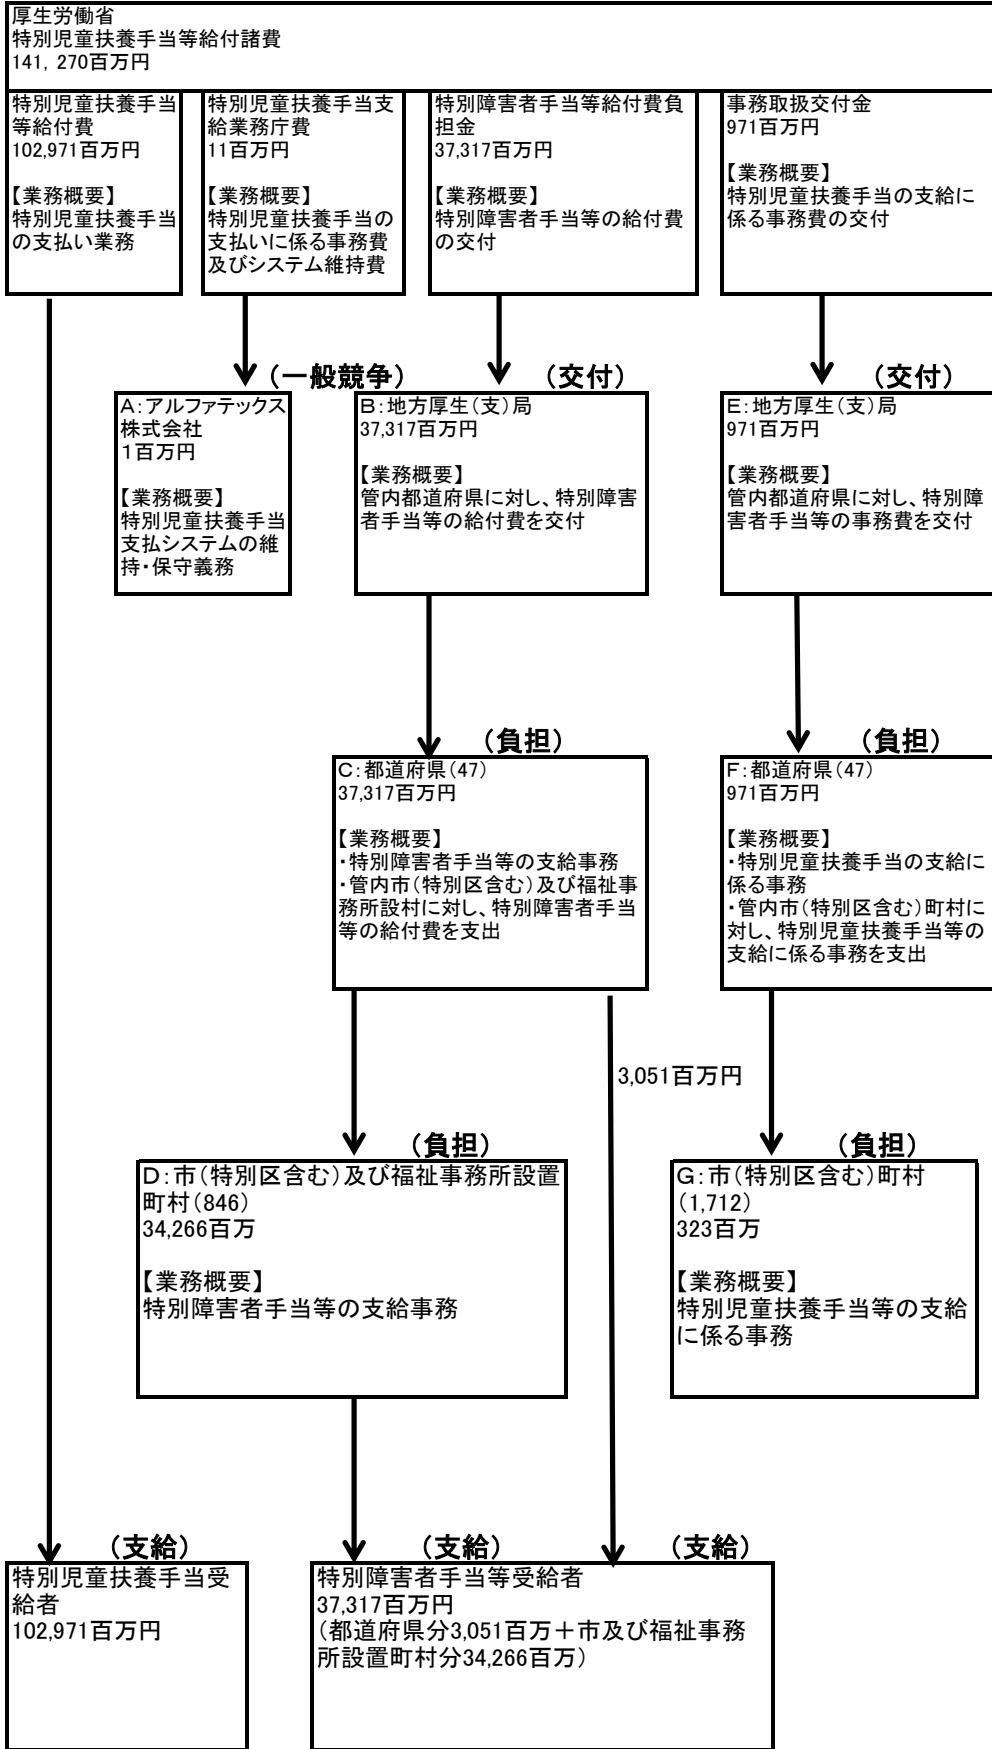 厚生労働省
特別児童扶養手当等給付諸費
141，270百万円
特別児童扶養手当
等給付費
102,971百万円
【業務概要】
特別児童扶養手当
の支払い業務
特別児童扶養手当支
給業務庁費
11百万円
【業務概要】
特別児童扶養手当の
支払いに係る事務費
及びシステム維持費
特別障害者手当等給付費負
担金
37,317百万円
【業務概要】
特別障害者手当等の給付費
の交付
事務取扱交付金
971百万円
【業務概要】
特別児童扶養手当の支給に
係る事務費の交付
（一般競争）
（交付）
（交付）
A：アルファテックス
株式会社
1百万円
【業務概要】
特別児童扶養手当
支払システムの維
持・保守義務
B：地方厚生（支）局
37,317百万円
【業務概要】
管内都道府県に対し、特別障害
者手当等の給付費を交付
E：地方厚生（支）局
971百万円
【業務概要】
管内都道府県に対し、特別障
害者手当等の事務費を交付
（負担）
（負担）
C：都道府県（47）
37,317百万円
【業務概要】
・特別障害者手当等の支給事務
・管内市（特別区含む）及び福祉事
務所設村に対し、特別障害者手当
等の給付費を支出
F：都道府県（47）
971百万円
【業務概要】
・特別児童扶養手当の支給に
係る事務
・管内市（特別区含む）町村に
対し、特別児童扶養手当等の
支給に係る事務を支出
3,051百万円
（負担）
（負担）
D：市（特別区含む）及び福祉事務所設置
町村（846）
34,266百万
【業務概要】
特別障害者手当等の支給事務
G：市（特別区含む）町村
（1,712）
323百万
【業務概要】
特別児童扶養手当等の支給
に係る事務
（支給）
（支給）
（支給）
特別児童扶養手当受
給者
102,971百万円
特別障害者手当等受給者
37,317百万円
（都道府県分3,051百万＋市及び福祉事務
所設置町村分34,266百万）